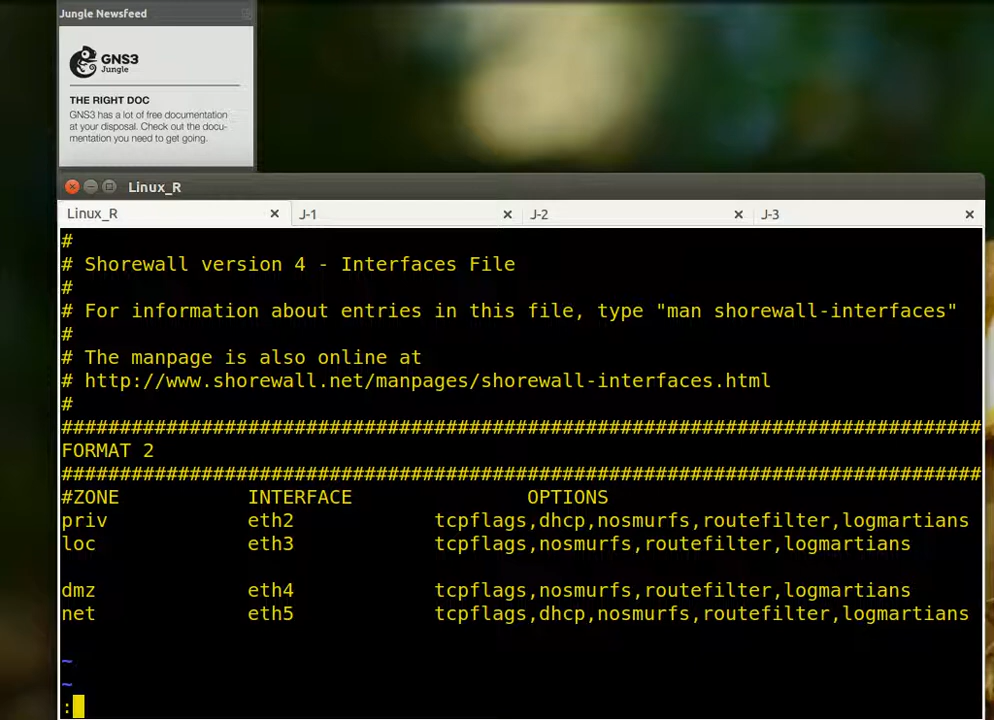 Jungle Newsfeed
GNS3
Jungle
THE RIGHT DOC
GNS3 has a lot of free documentation
at your disposal. Check out the docu-
mentation you need to get going.
Linux_R
Linux_R × J-1 × J-2 × J-3 ×
#
# Shorewall version 4 - Interfaces File
#
# For information about entries in this file, type "man shorewall-interfaces"
#
# The manpage is also online at
# http://www.shorewall.net/manpages/shorewall-interfaces.html
#
###############################################################################
FORMAT 2
###############################################################################
#ZONE INTERFACE OPTIONS
priv eth2 tcpflags,dhcp,nosmurfs,routefilter,logmartians
loc eth3 tcpflags,nosmurfs,routefilter,logmartians
dmz eth4 tcpflags,nosmurfs,routefilter,logmartians
net eth5 tcpflags,dhcp,nosmurfs,routefilter,logmartians
~
~
: